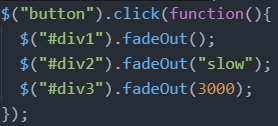 $("button").click(function(){
  $("#div1").fadeOut();
  $("#div2").fadeOut("slow");
  $("#div3").fadeOut(3000);
});